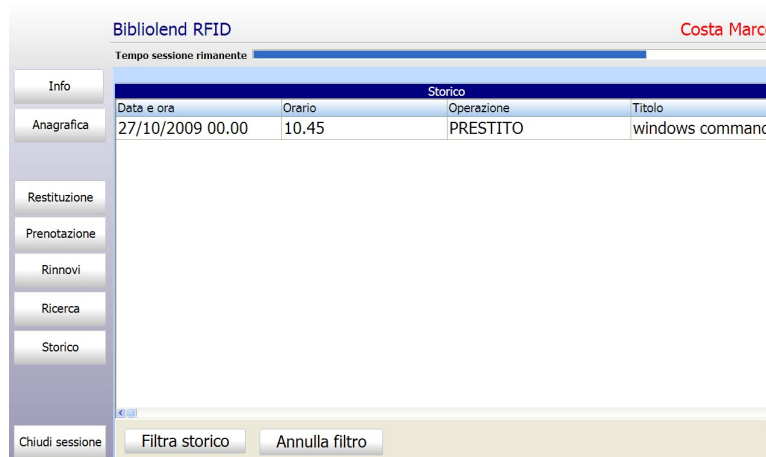 Bibliolend RFID Costa Marc
Tempo sessione rimanente
Info
Anagrafica
Restituzione
Prenotazione
Rinnovi
Ricerca
Storico
Chiudi sessione
Storico
Data e ora Orario Operazione Titolo
27/10/2009 00.00 10.45 PRESTITO windows command
Filtra storico Annulla filtro